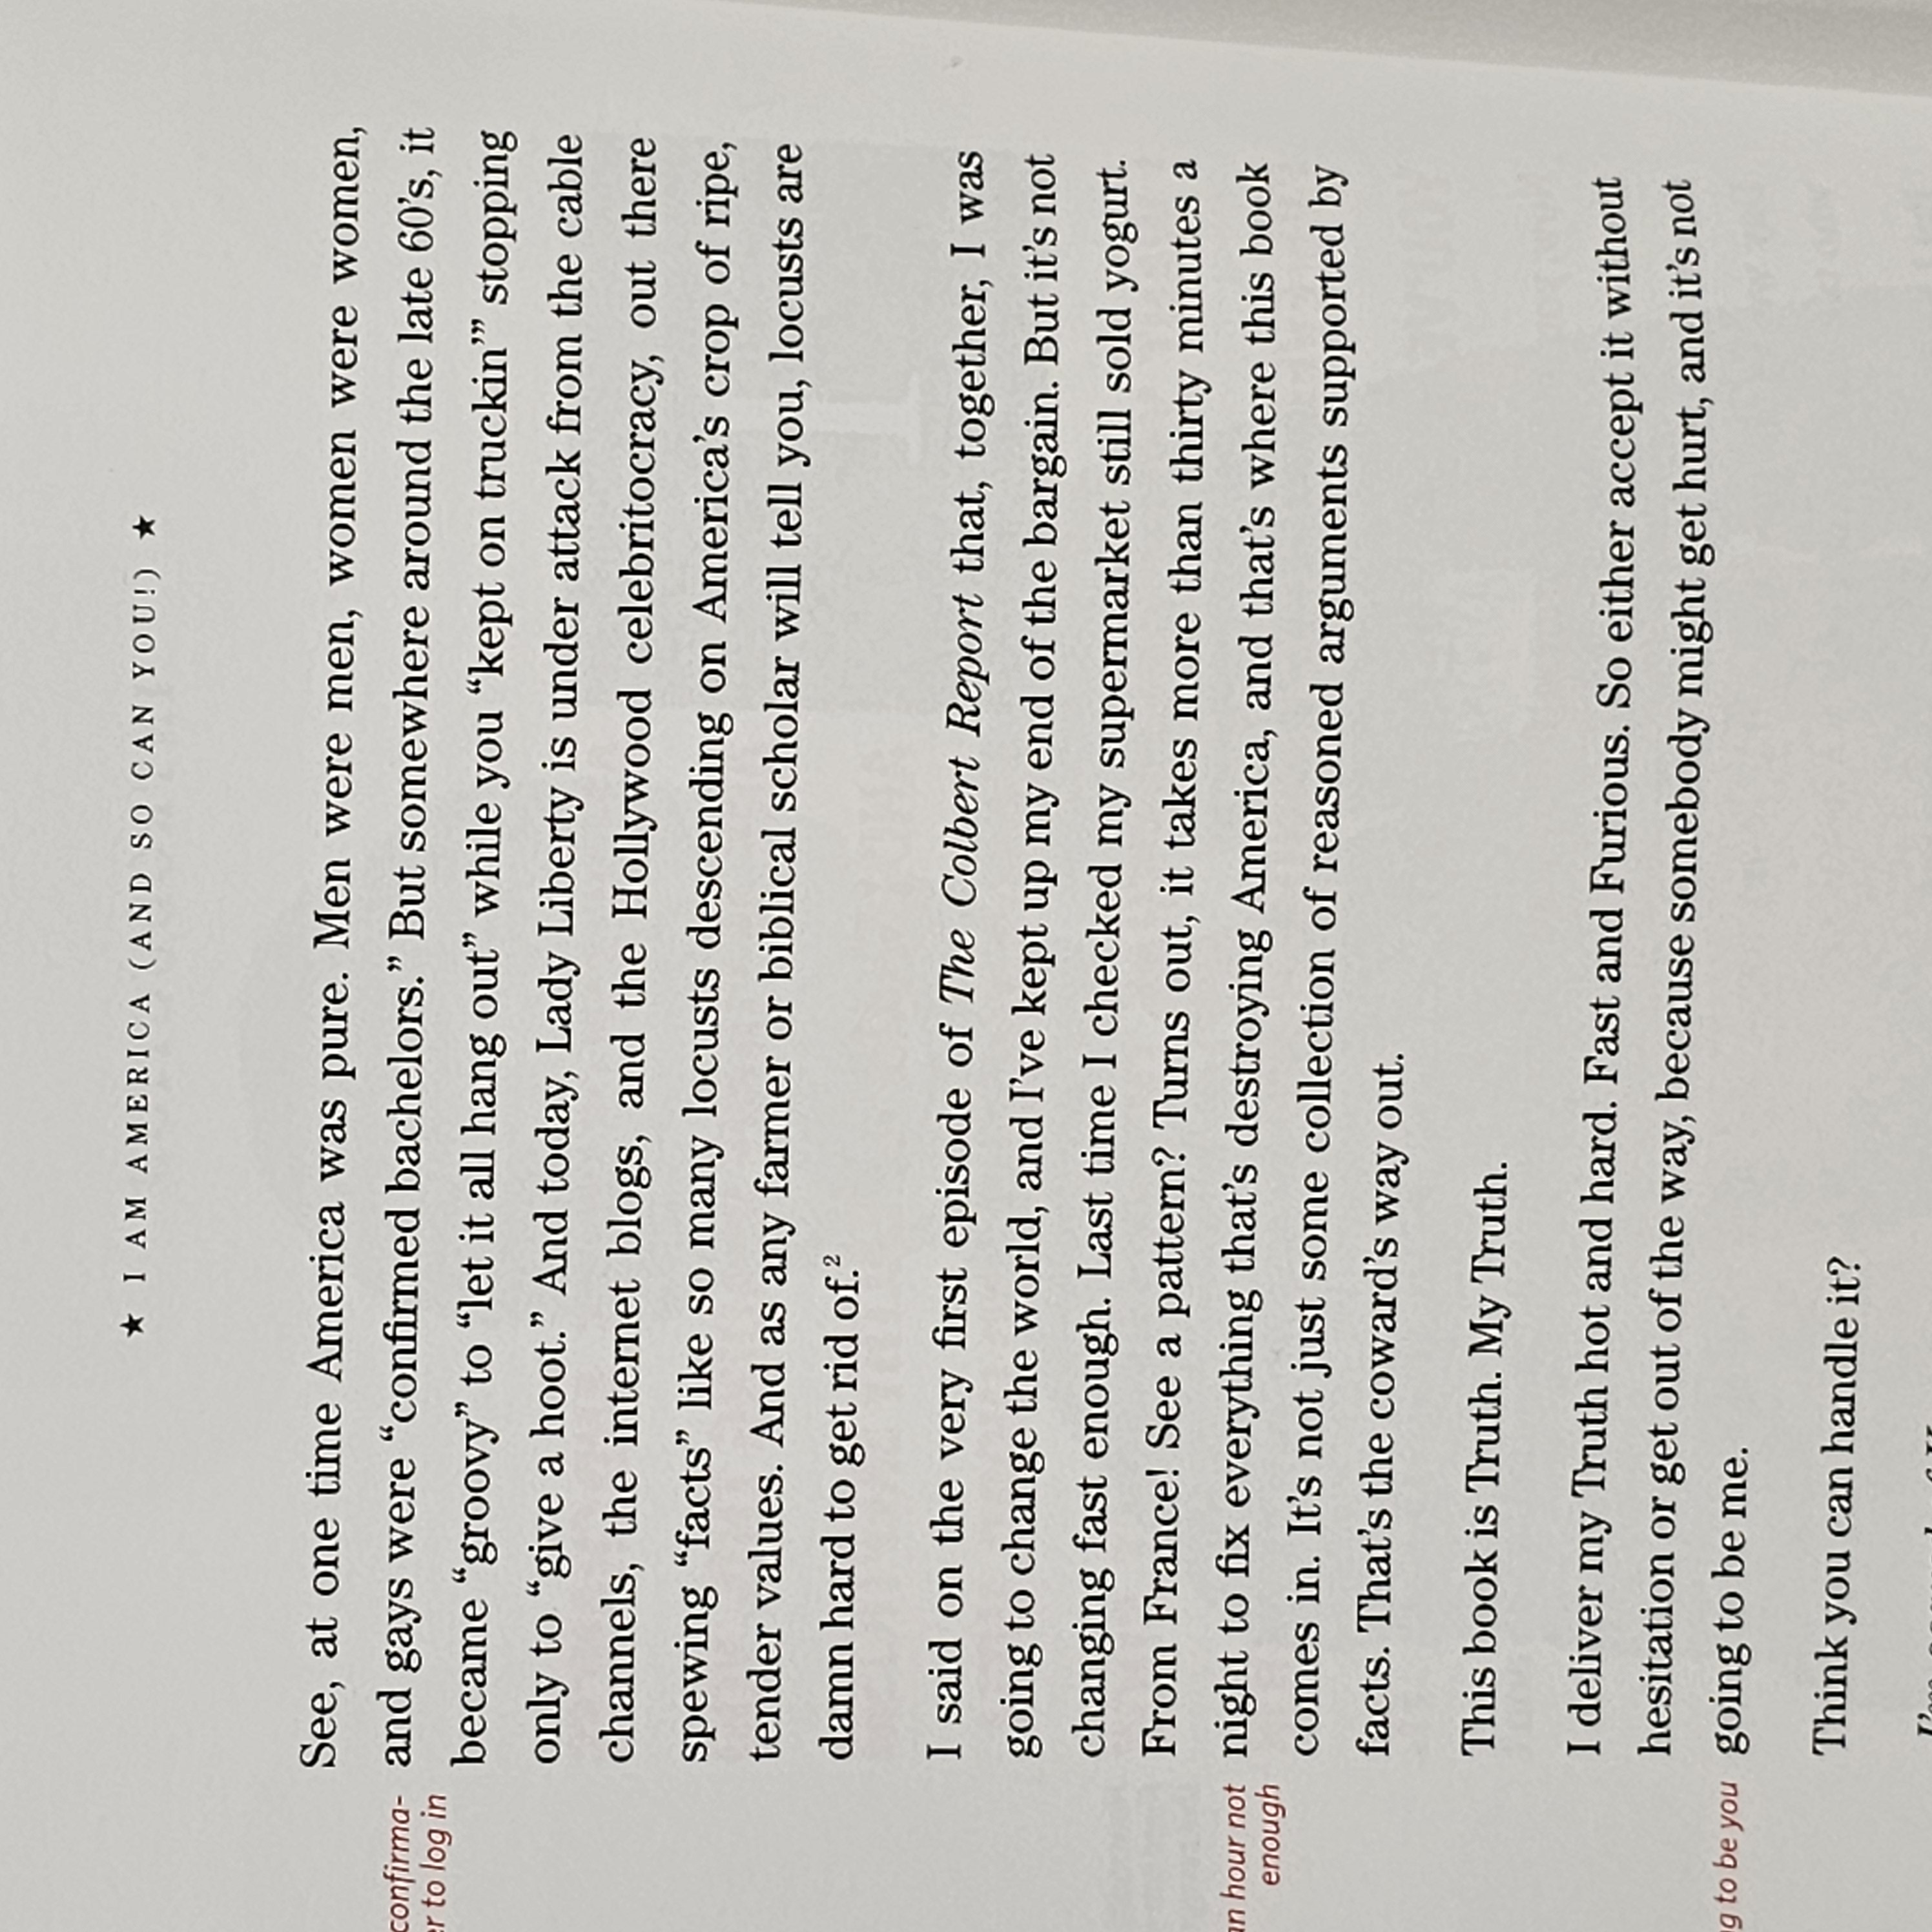 ★ I AM AMERICA (AND SO CAN YOU!) ★
See, at one time America was pure. Men were men, women were women,
confirma-
and gays were “confirmed bachelors.” But somewhere around the late 60’s, it
to log in
became “groovy” to “let it all hang out” while you “kept on truckin’” stopping
only to “give a hoot.” And today, Lady Liberty is under attack from the cable
channels, the internet blogs, and the Hollywood celebritocracy, out there
spewing “facts” like so many locusts descending on America’s crop of ripe,
tender values. And as any farmer or biblical scholar will tell you, locusts are
damn hard to get rid of.²
I said on the very first episode of The Colbert Report that, together, I was
going to change the world, and I’ve kept up my end of the bargain. But it’s not
changing fast enough. Last time I checked my supermarket still sold yogurt.
From France! See a pattern? Turns out, it takes more than thirty minutes a
an hour not
enough
night to fix everything that’s destroying America, and that’s where this book
comes in. It’s not just some collection of reasoned arguments supported by
facts. That’s the coward’s way out.
This book is Truth. My Truth.
I deliver my Truth hot and hard. Fast and Furious. So either accept it without
hesitation or get out of the way, because somebody might get hurt, and it’s not
to be you
going to be me.
Think you can handle it?